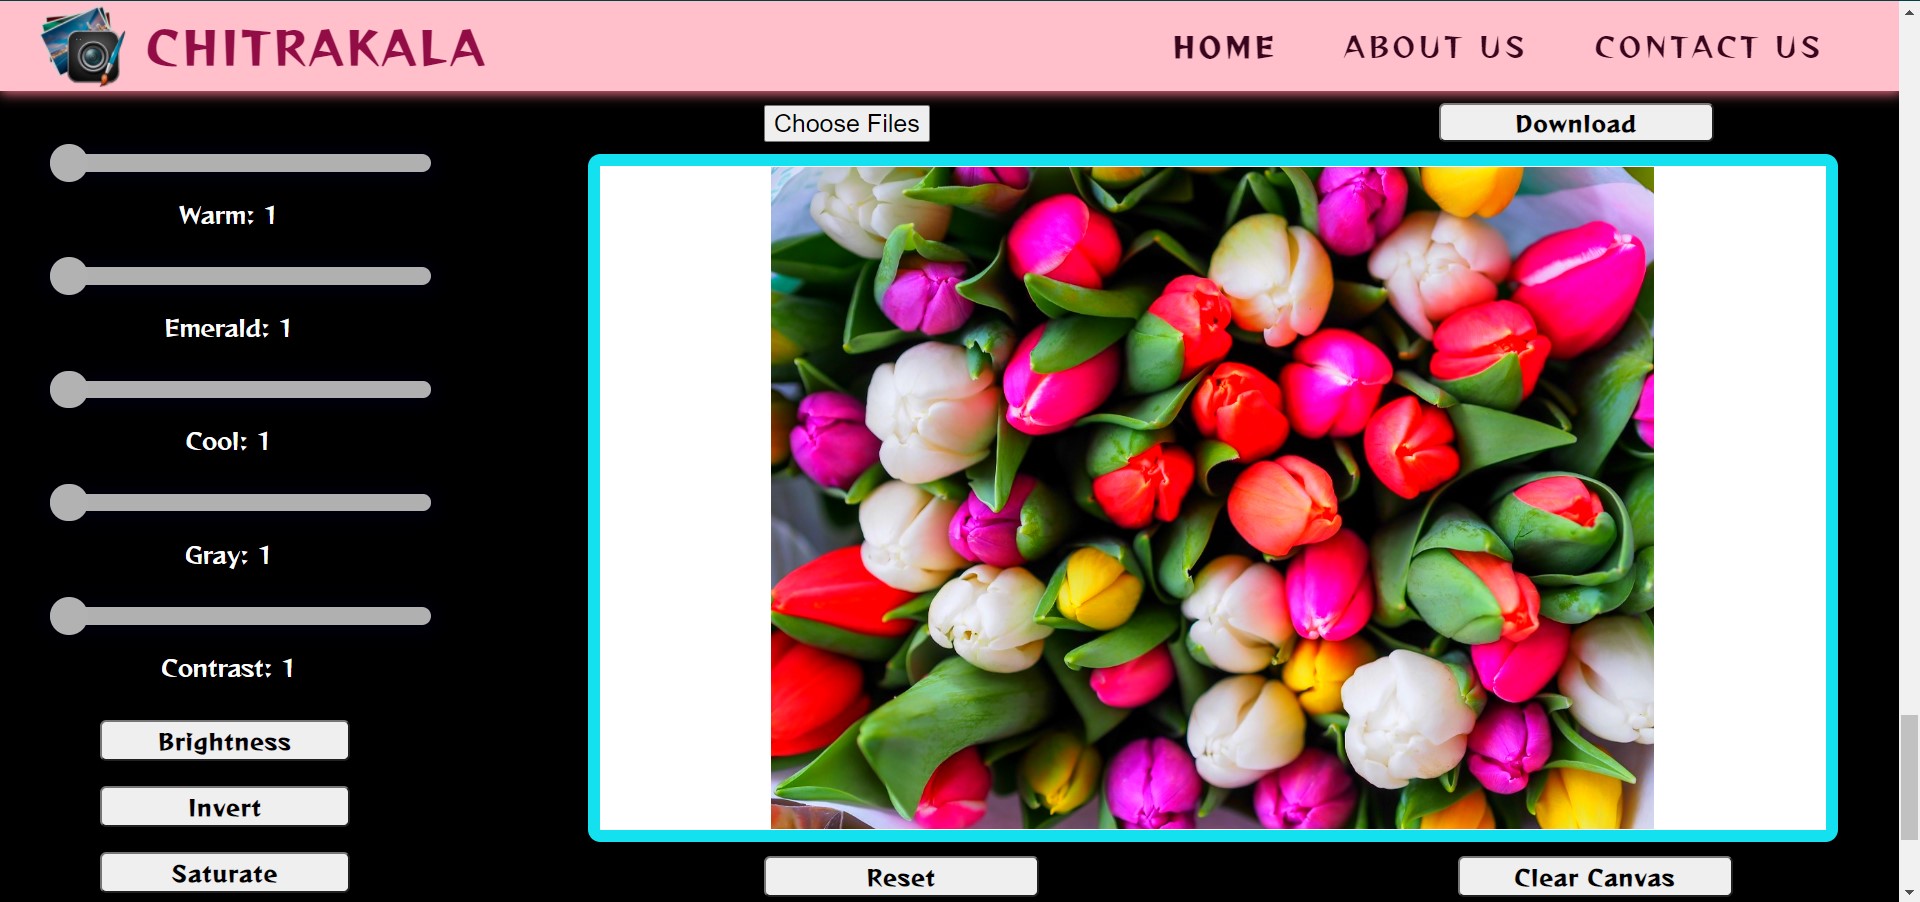 CHITRAKALA
HOME
ABOUT US
CONTACT US
Choose Files
Download
Warm: 1
Emerald: 1
Cool: 1
Gray: 1
Contrast: 1
Brightness
Invert
Saturate
Reset
Clear Canvas